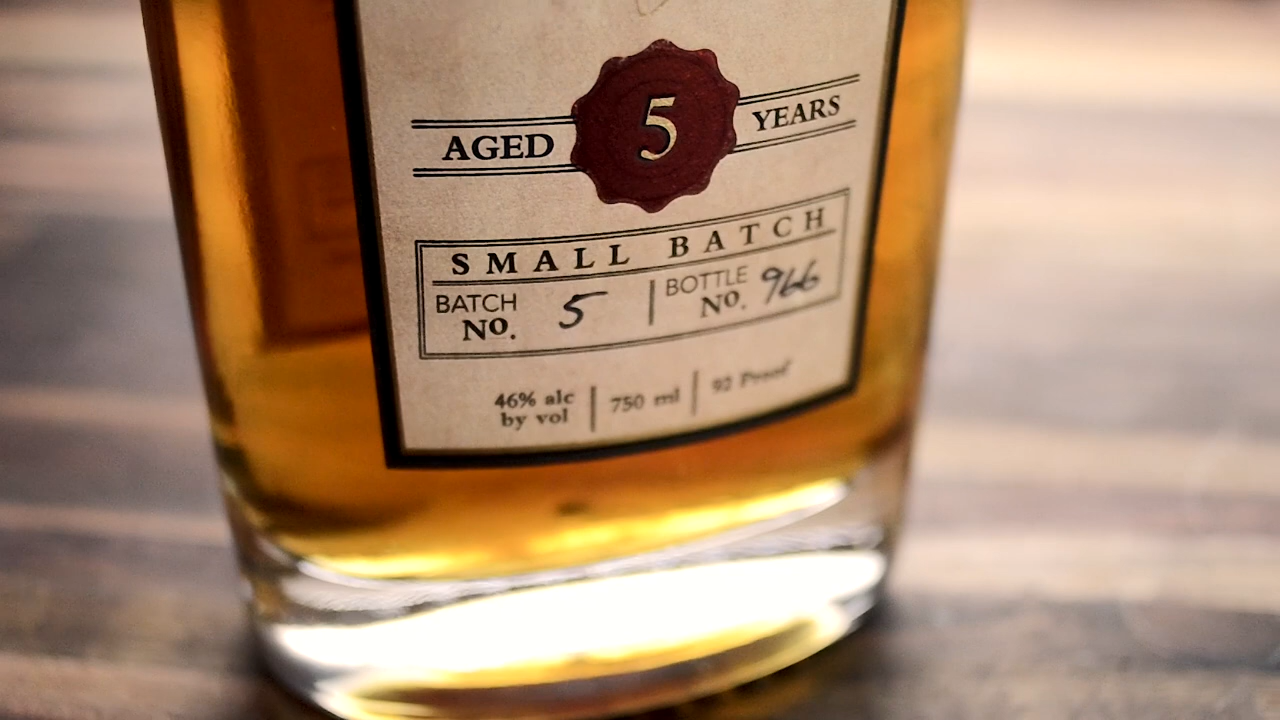 AGED 5 YEARS
SMALL BATCH
BATCH NO. 5
BOTTLE NO. 966
46% alc by vol
750 ml
92 Proof